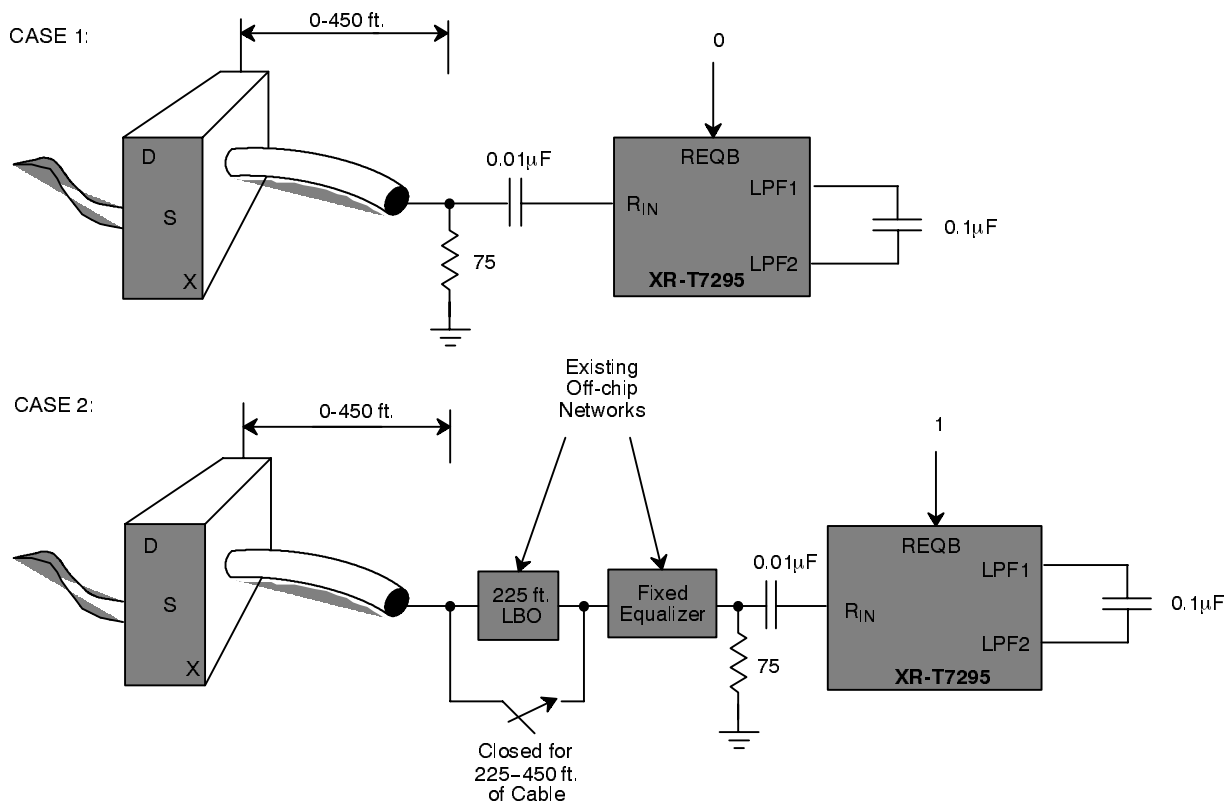 CASE 1:
0-450 ft.
0
D
S
X
0.01µF
75
REQB
RIN
LPF1
LPF2
XR-T7295
0.1µF
CASE 2:
0-450 ft.
Existing
Off-chip
Networks
1
D
S
X
225 ft.
LBO
Fixed
Equalizer
0.01µF
75
REQB
RIN
LPF1
LPF2
XR-T7295
0.1µF
Closed for
225–450 ft.
of Cable